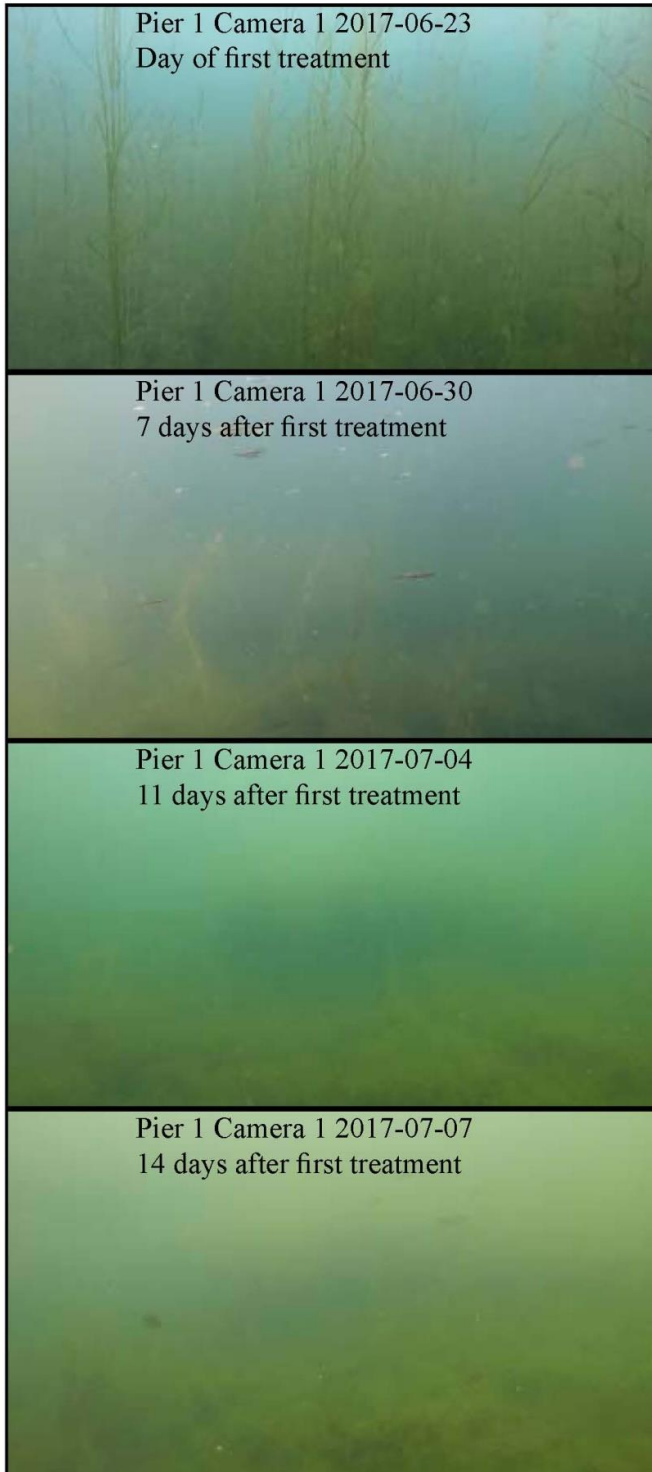 Pier 1 Camera 1 2017-06-23
Day of first treatment
Pier 1 Camera 1 2017-06-30
7 days after first treatment
Pier 1 Camera 1 2017-07-04
11 days after first treatment
Pier 1 Camera 1 2017-07-07
14 days after first treatment